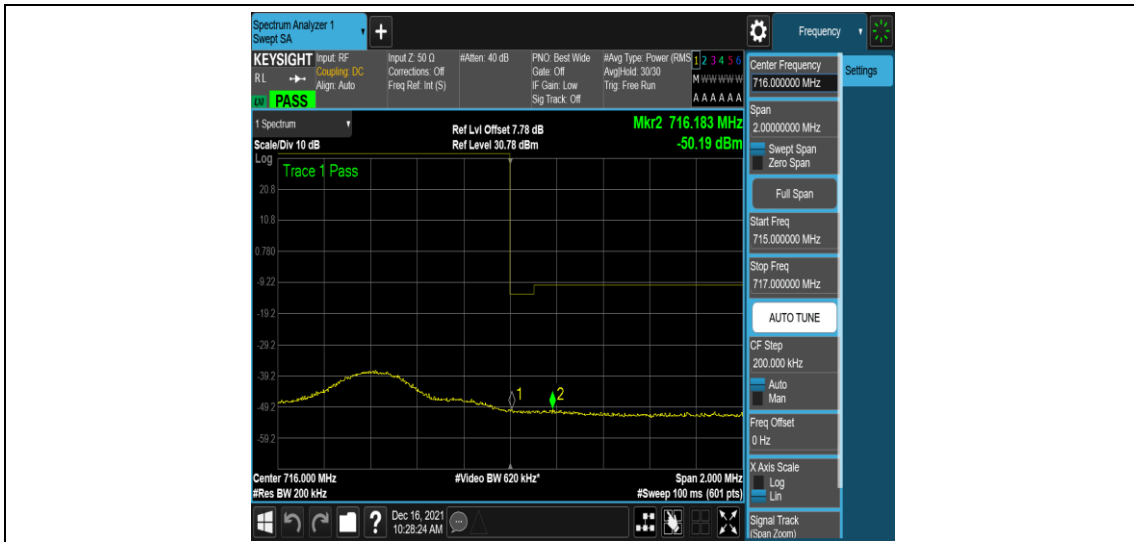 Spectrum Analyzer 1
Swept SA
+
Frequency
KEYSIGHT
RL
LXI
PASS
Input: RF
Coupling: DC
Align: Auto
Input Z: 50 Ω
Corrections: Off
Freq Ref: Int (S)
#Atten: 40 dB
PNO: Best Wide
Gate: Off
IF Gain: Low
Sig Track: Off
#Avg Type: Power (RMS
Avg|Hold: 30/30
Trig: Free Run
1 2 3 4 5 6
M W W W W W
A A A A A A
1 Spectrum
Scale/Div 10 dB
Ref Lvl Offset 7.78 dB
Ref Level 30.78 dBm
Mkr2 716.183 MHz
-50.19 dBm
Log
Trace 1 Pass
20.8
10.8
0.780
-9.22
-19.2
-29.2
-39.2
-49.2
-59.2
1
2
Center 716.000 MHz
#Video BW 620 kHz*
Span 2.000 MHz
#Res BW 200 kHz
#Sweep 100 ms (601 pts)
?
Dec 16, 2021
10:28:24 AM
Center Frequency
716.000000 MHz
Settings
Span
2.00000000 MHz
Swept Span
Zero Span
Full Span
Start Freq
715.000000 MHz
Stop Freq
717.000000 MHz
AUTO TUNE
CF Step
200.000 kHz
Auto
Man
Freq Offset
0 Hz
X Axis Scale
Log
Lin
Signal Track
(Span Zoom)